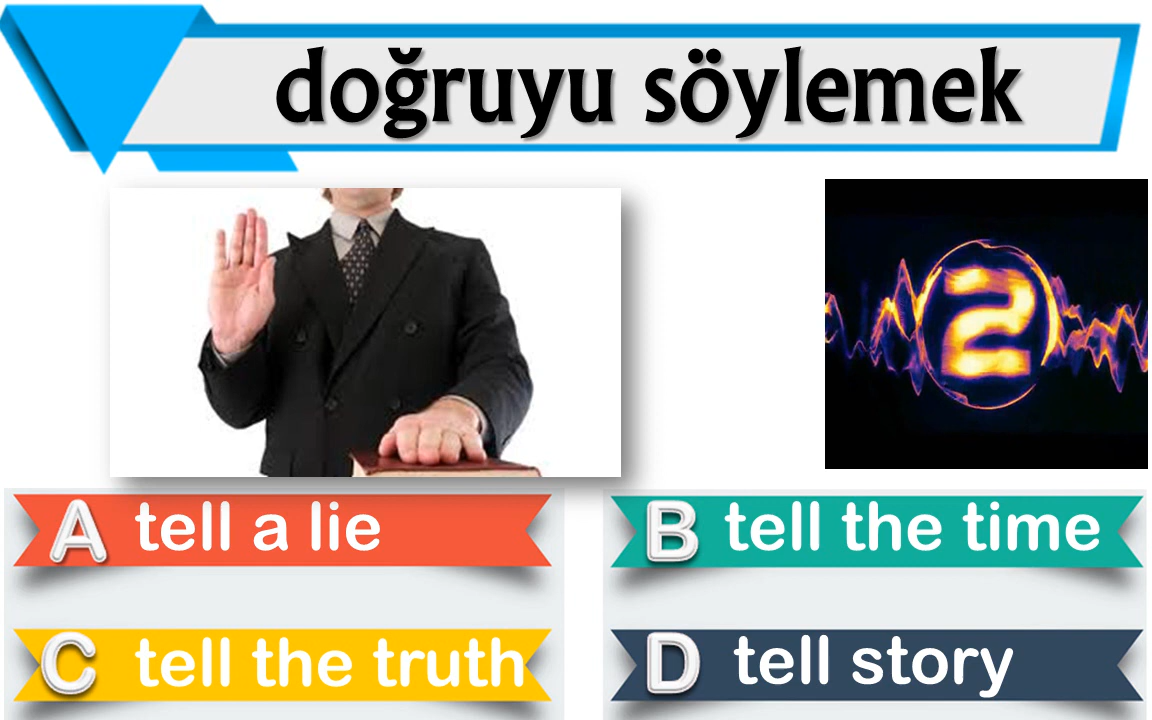 doğruyu söylemek
2
A tell a lie
B tell the time
C tell the truth
D tell story